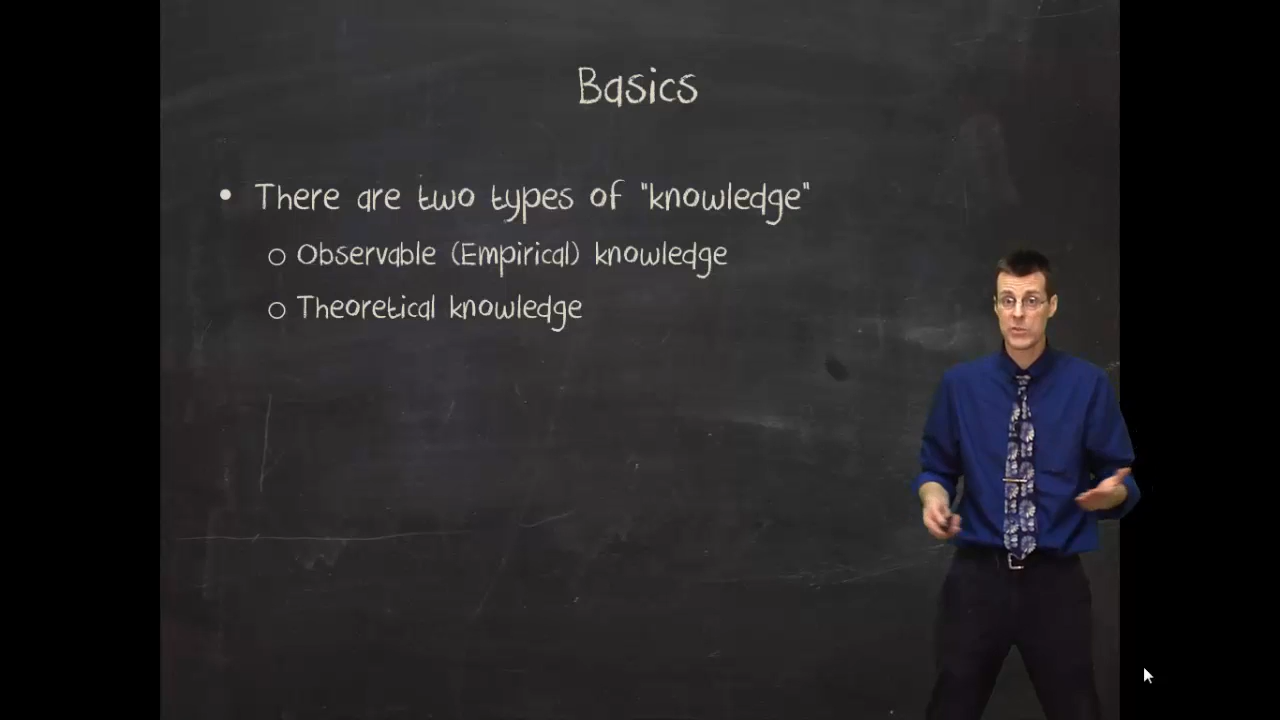 Basics
• There are two types of "knowledge"
○ Observable (Empirical) knowledge
○ Theoretical knowledge